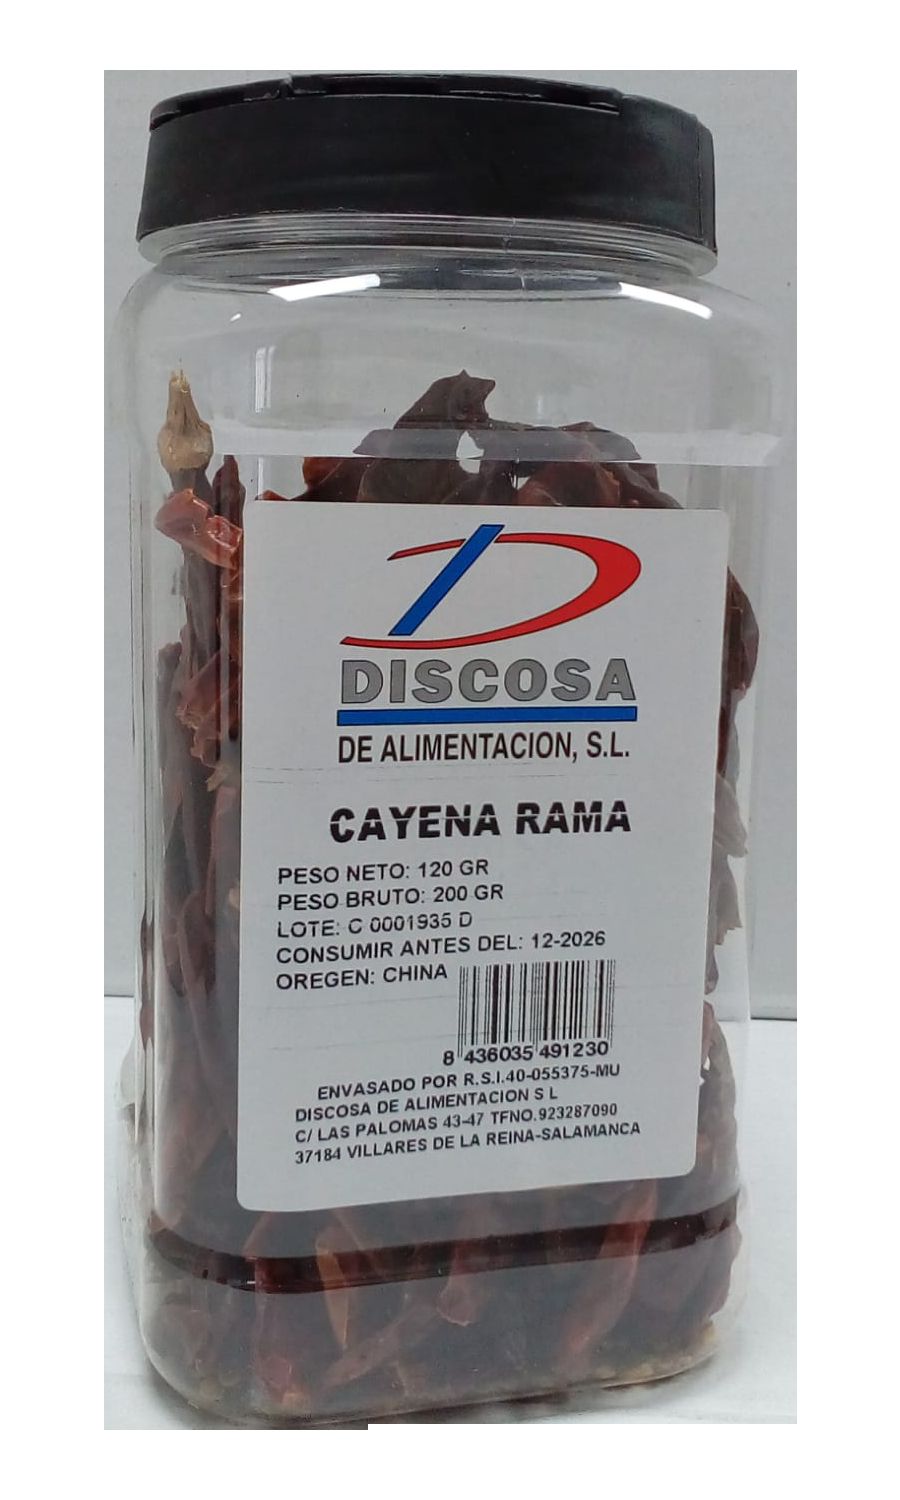 DISCOSA
DE ALIMENTACION, S.L.
CAYENA RAMA
PESO NETO: 120 GR
PESO BRUTO: 200 GR
LOTE: C 0001935 D
CONSUMIR ANTES DEL: 12-2026
OREGEN: CHINA
8 436035 491230
ENVASADO POR R.S.I.40-055375-MU
DISCOSA DE ALIMENTACION S L
C/ LAS PALOMAS 43-47 TFNO.923287090
37184 VILLARES DE LA REINA-SALAMANCA